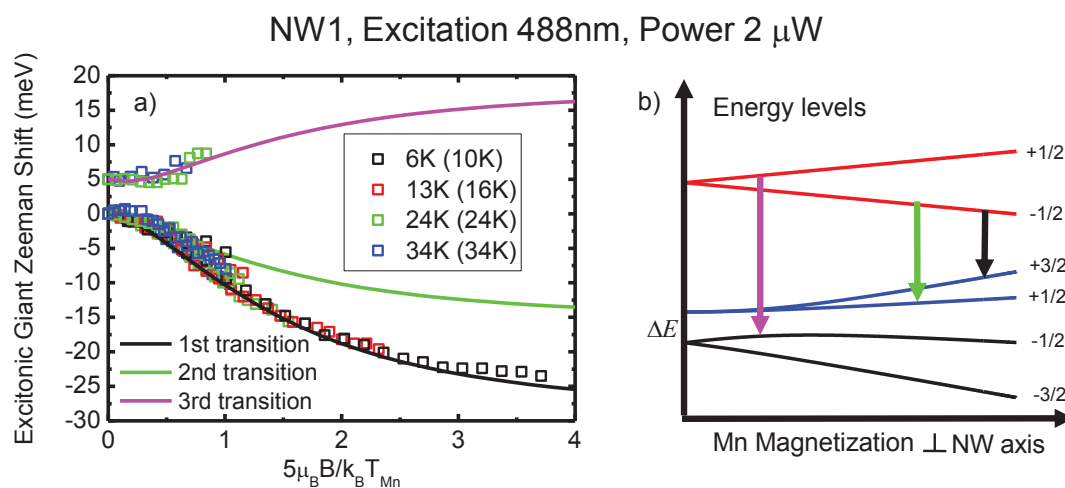 NW1, Excitation 488nm, Power 2 μW
Excitonic Giant Zeeman Shift (meV)
a)
20
15
10
5
0
-5
-10
-15
-20
-25
-30
6K (10K)
13K (16K)
24K (24K)
34K (34K)
1st transition
2nd transition
3rd transition
0
1
2
3
4
5μ_BB/k_BT_Mn
b)
Energy levels
+1/2
-1/2
+3/2
+1/2
-1/2
-3/2
ΔE
Mn Magnetization ⊥ NW axis